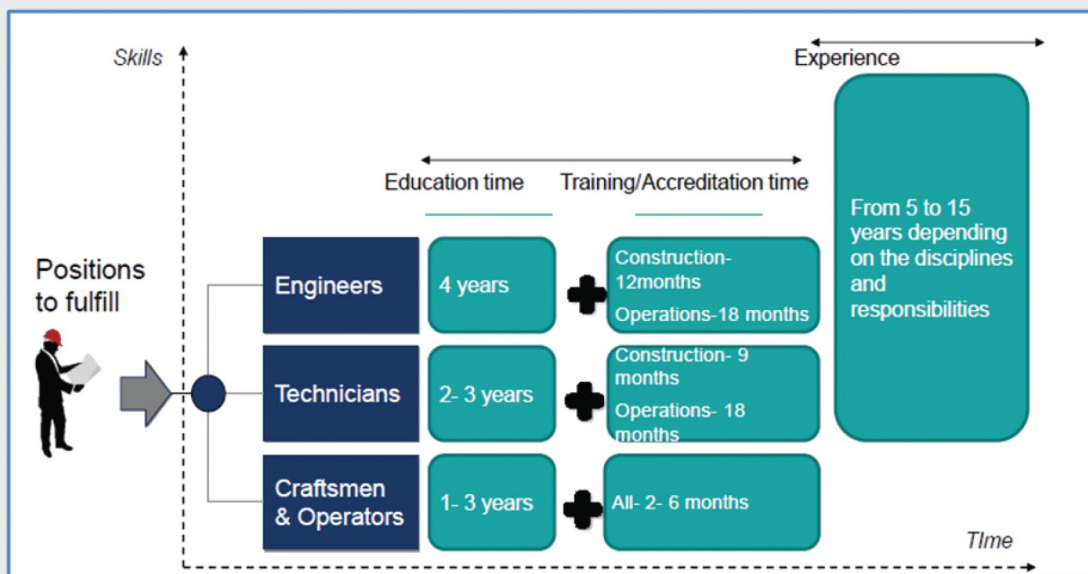 Skills
Experience
Education time
Training/Accreditation time
From 5 to 15
years depending
on the disciplines
and
responsibilities
Positions
to fulfill
Engineers
4 years
Construction-
12months
Operations-18 months
Technicians
2- 3 years
Construction- 9
months
Operations- 18
months
Craftsmen
& Operators
1- 3 years
All- 2- 6 months
TIme